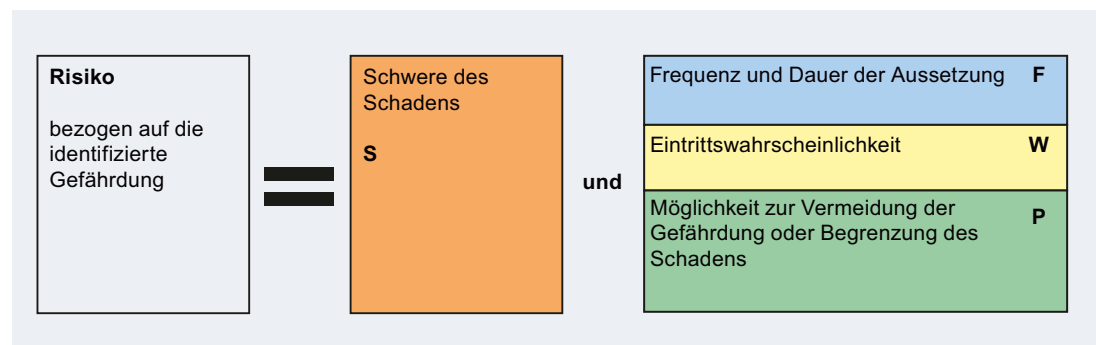 Risiko
bezogen auf die
identifizierte
Gefährdung
Schwere des
Schadens
S
und
Frequenz und Dauer der Aussetzung F
Eintrittswahrscheinlichkeit W
Möglichkeit zur Vermeidung der
Gefährdung oder Begrenzung des
Schadens
P